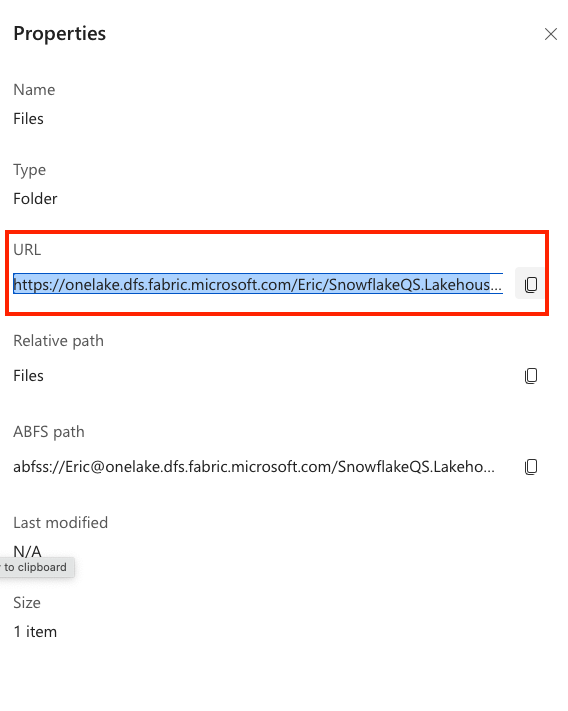 Properties
Name
Files
Type
Folder
URL
https://onelake.dfs.fabric.microsoft.com/Eric/SnowflakeQS.Lakehous...
Relative path
Files
ABFS path
abfss://Eric@onelake.dfs.fabric.microsoft.com/SnowflakeQS.Lakeho...
Last modified
N/A
to clipboard
Size
1 item